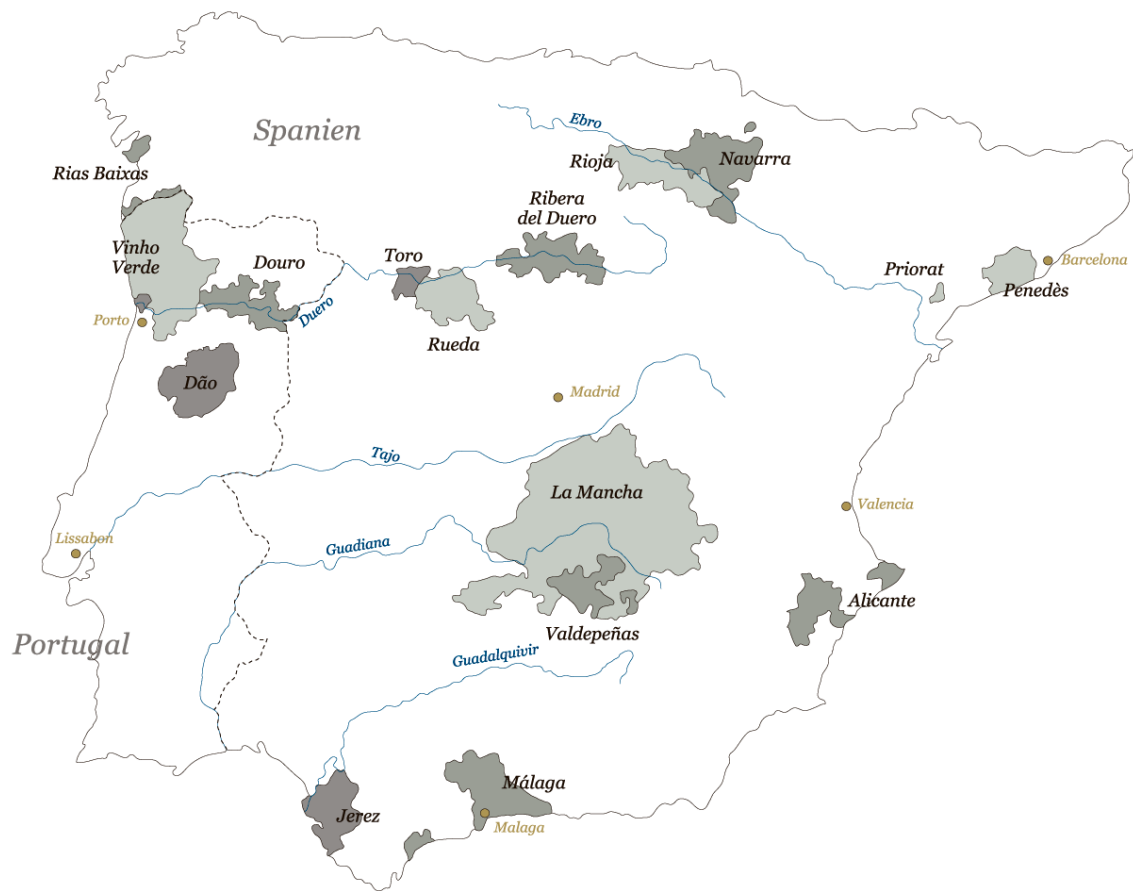 Spanien
Ebro
Rioja
Navarra
Rias Baixas
Ribera
del Duero
Vinho
Verde
Douro
Toro
Priorat
Barcelona
Penedès
Porto
Duero
Rueda
Dão
Madrid
Tajo
La Mancha
Valencia
Lissabon
Guadiana
Alicante
Portugal
Valdepeñas
Guadalquivir
Málaga
Jerez
Malaga